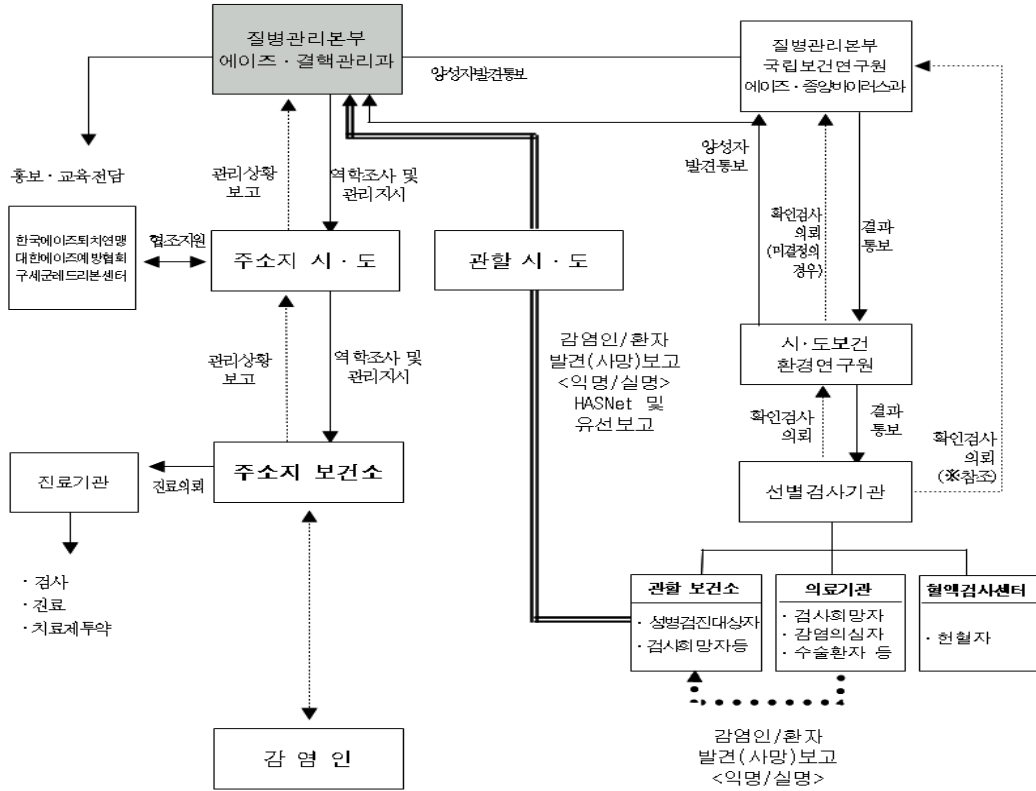 질병관리본부
에이즈·결핵관리과
질병관리본부
국립보건연구원
에이즈·종양바이러스과
양성자발견통보
양성자
발견통보
홍보·교육전담
관리상황
보고
역학조사 및
관리지시
확인검사
의뢰
(미결정의
경우)
결과
통보
한국에이즈퇴치연맹
대한에이즈예방협회
구세군레드리본센터
협조지원
주소지 시·도
관할 시·도
감염인/환자
발견(사망)보고
<익명/실명>
HASNet 및
유선보고
시·도보건
환경연구원
관리상황
보고
역학조사 및
관리지시
확인검사
의뢰
결과
통보
확인검사
의뢰
(※참조)
진료기관
진료의뢰
주소지 보건소
선별검사기관
· 검사
· 진료
· 치료제투약
관할 보건소
· 성병검진대상자
· 검사희망자등
의료기관
· 검사희망자
· 감염의심자
· 수술환자 등
혈액검사센터
· 헌혈자
감염인/환자
발견(사망)보고
<익명/실명>
감 염 인